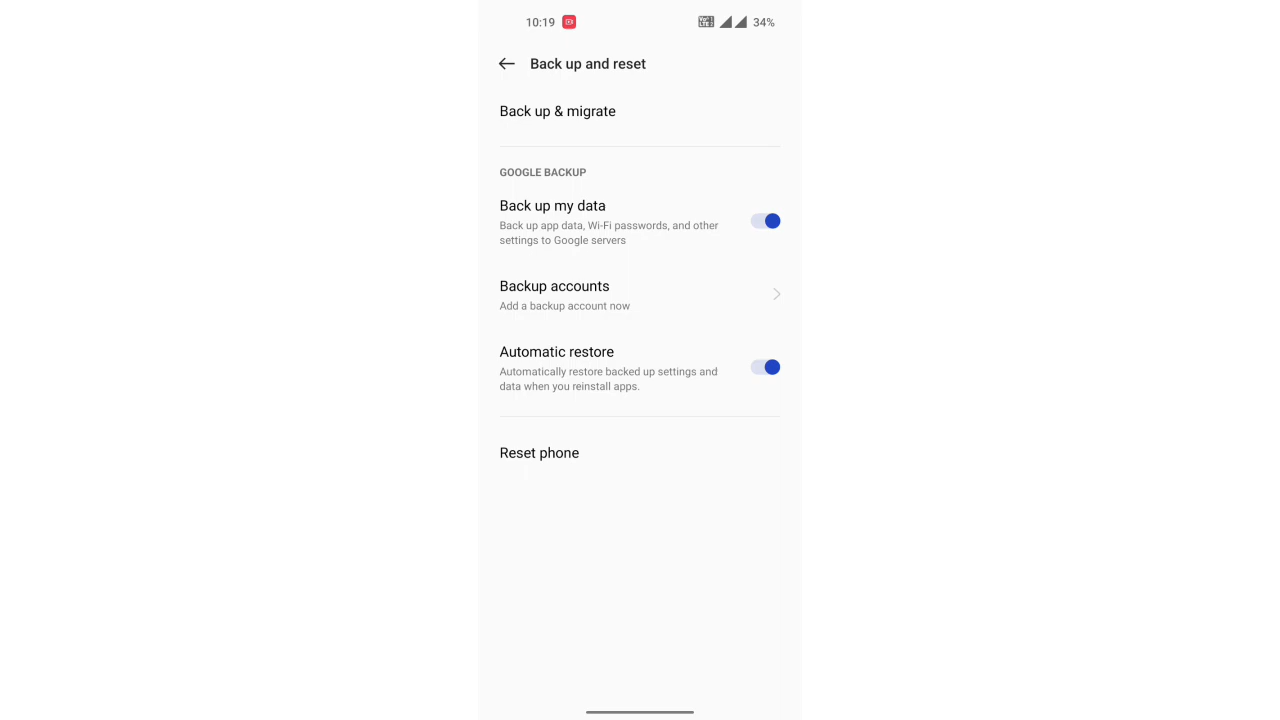 10:19 34%
Back up and reset
Back up & migrate
GOOGLE BACKUP
Back up my data
Back up app data, Wi-Fi passwords, and other
settings to Google servers
Backup accounts
Add a backup account now
Automatic restore
Automatically restore backed up settings and
data when you reinstall apps.
Reset phone